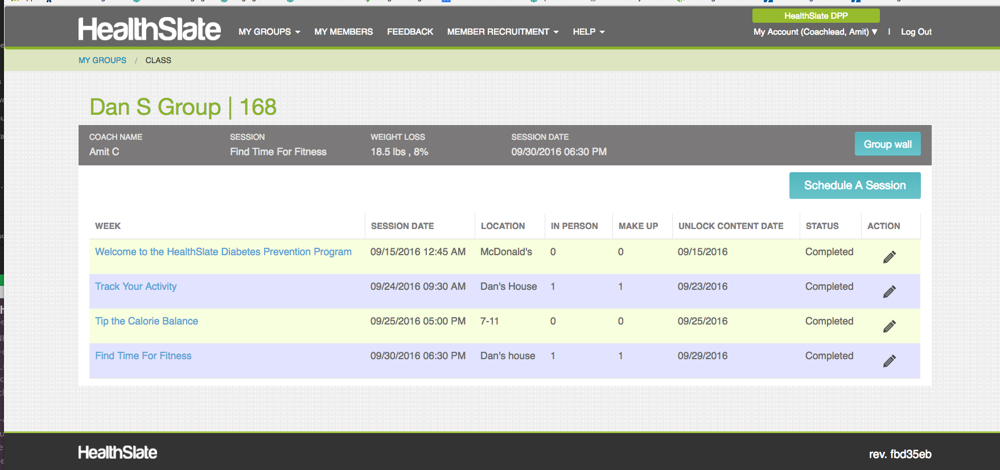 HealthSlate DPP
HealthSlate MY GROUPS MY MEMBERS FEEDBACK MEMBER RECRUITMENT HELP My Account (Coachlead, Amit) ▼ | Log Out
MY GROUPS / CLASS
Dan S Group | 168
COACH NAME SESSION WEIGHT LOSS SESSION DATE
Amit C Find Time For Fitness 18.5 lbs , 8% 09/30/2016 06:30 PM
Group wall
Schedule A Session
WEEK SESSION DATE LOCATION IN PERSON MAKE UP UNLOCK CONTENT DATE STATUS ACTION
Welcome to the HealthSlate Diabetes Prevention Program 09/15/2016 12:45 AM McDonald's 0 0 09/15/2016 Completed
Track Your Activity 09/24/2016 09:30 AM Dan's House 1 1 09/23/2016 Completed
Tip the Calorie Balance 09/25/2016 05:00 PM 7-11 0 0 09/25/2016 Completed
Find Time For Fitness 09/30/2016 06:30 PM Dan's house 1 1 09/29/2016 Completed
HealthSlate
rev. fbd35eb